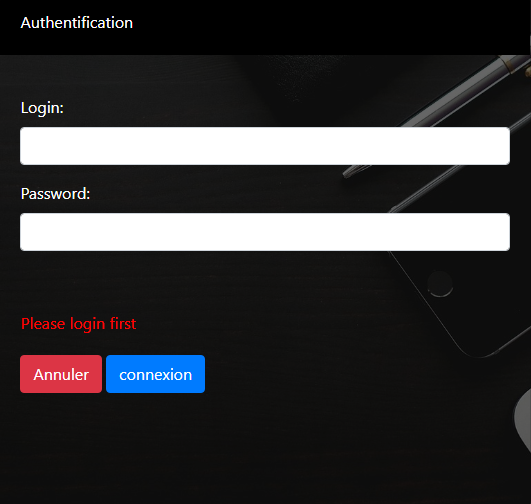 Authentification
Login:
Password:
Please login first
Annuler connexion